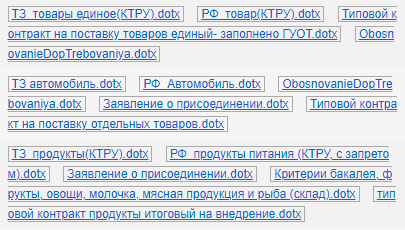 ТЗ_товары единое(КТРУ).dotx РФ_товар(КТРУ).dotx Типовой к
онтракт на поставку товаров единый- заполнено ГУОТ.dotx Obosn
ovanieDopTrebovaniya.dotx
ТЗ автомобиль.dotx РФ_Автомобиль.dotx ObosnovanieDopTre
bovaniya.dotx Заявление о присоединении.dotx Типовой контра
кт на поставку отдельных товаров.dotx
ТЗ_продукты(КТРУ).dotx РФ_продукты питания (КТРУ, с запрето
м).dotx Заявление о присоединении.dotx Критерии бакалея, ф
рукты, овощи, молочка, мясная продукция и рыба (склад).dotx тип
овой контракт продукты итоговый на внедрение.dotx